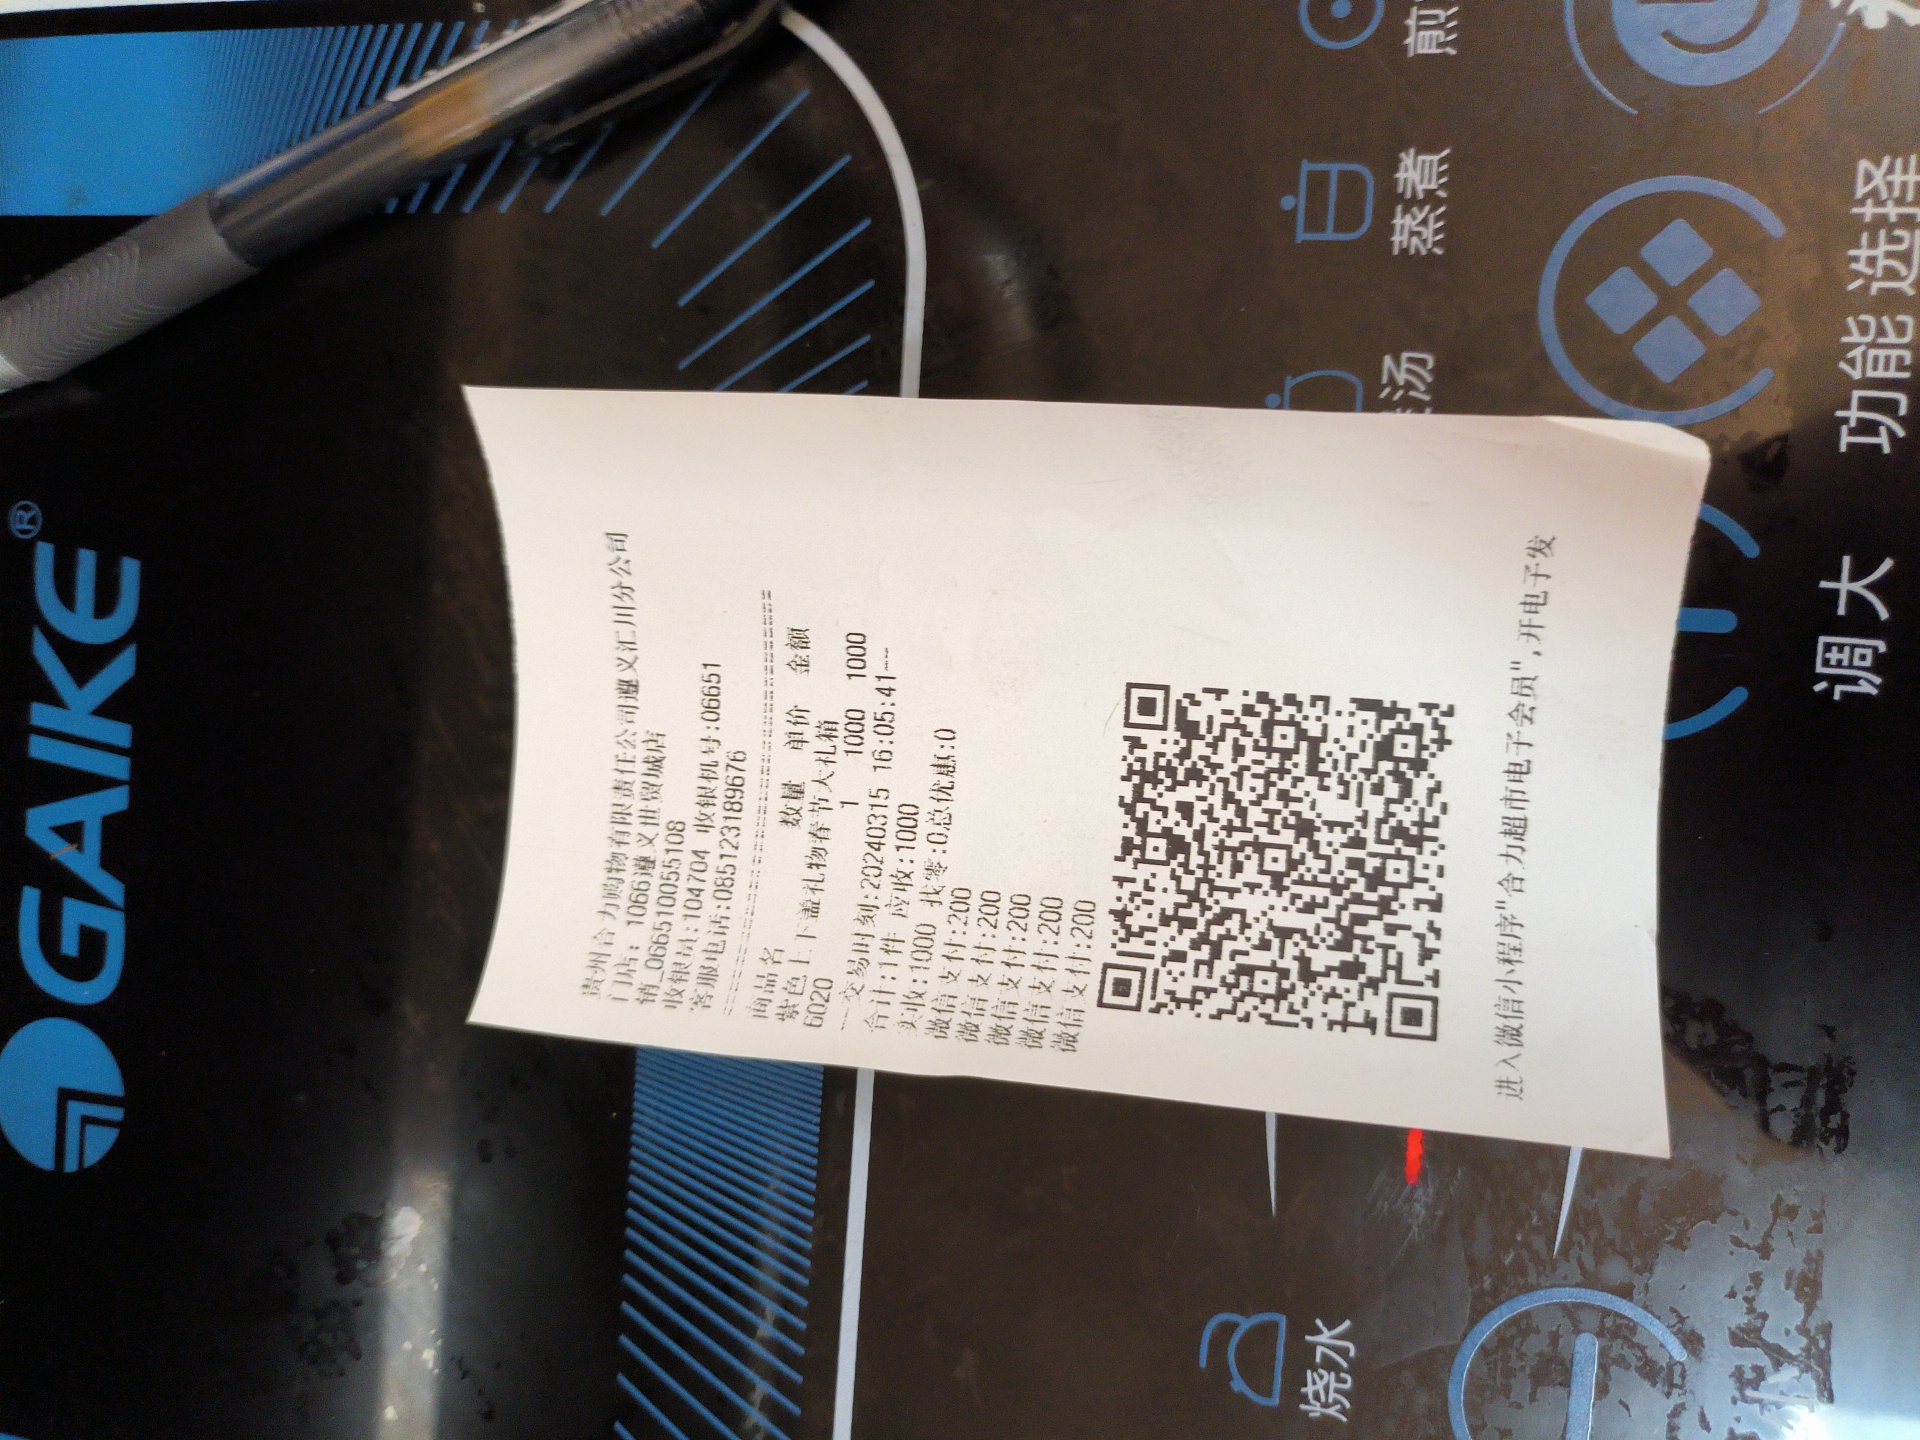 贵州合力购物有限责任公司遵义汇川分公司
门店: 1066遵义世贸城店
销_0665100555108
收银员:104704 收银机号:06651
客服电话:085123189676
商品名 数量 单价 金额
紫色上下盖礼物春节大礼箱
6020 1 1000 1000
---交易时刻:20240315 16:05:41---
合计:1件 应收:1000
实收:1000 找零:0总优惠:0
微信支付:200
微信支付:200
微信支付:200
微信支付:200
微信支付:200
进入微信小程序"合力超市电子会员",开电子发
GAIKE®
煎
蒸煮
汤
烧水
功能选择
调大